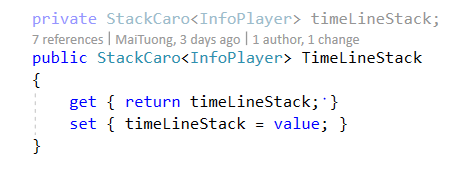 private StackCaro<InfoPlayer> timeLineStack;
7 references | MaiTuong, 3 days ago | 1 author, 1 change
public StackCaro<InfoPlayer> TimeLineStack
{
get { return timeLineStack; }
set { timeLineStack = value; }
}